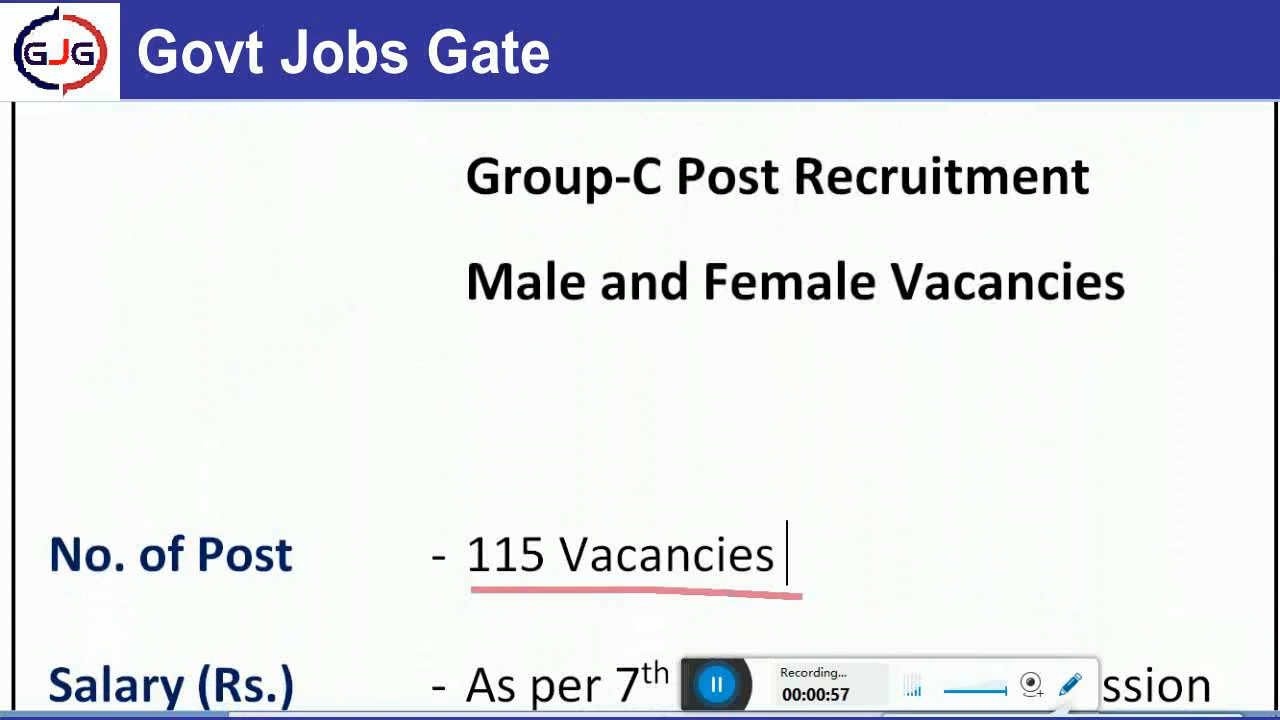 GJG
Govt Jobs Gate
Group-C Post Recruitment
Male and Female Vacancies
No. of Post - 115 Vacancies
Salary (Rs.) - As per 7th ssion
Recording...
00:00:57